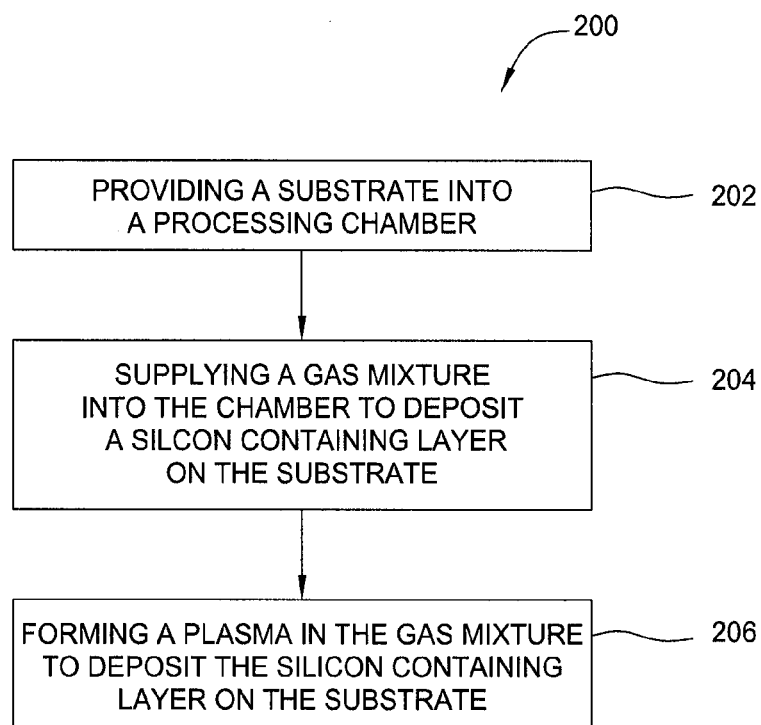 200
PROVIDING A SUBSTRATE INTO
A PROCESSING CHAMBER
202
SUPPLYING A GAS MIXTURE
INTO THE CHAMBER TO DEPOSIT
A SILCON CONTAINING LAYER
ON THE SUBSTRATE
204
FORMING A PLASMA IN THE GAS MIXTURE
TO DEPOSIT THE SILICON CONTAINING
LAYER ON THE SUBSTRATE
206